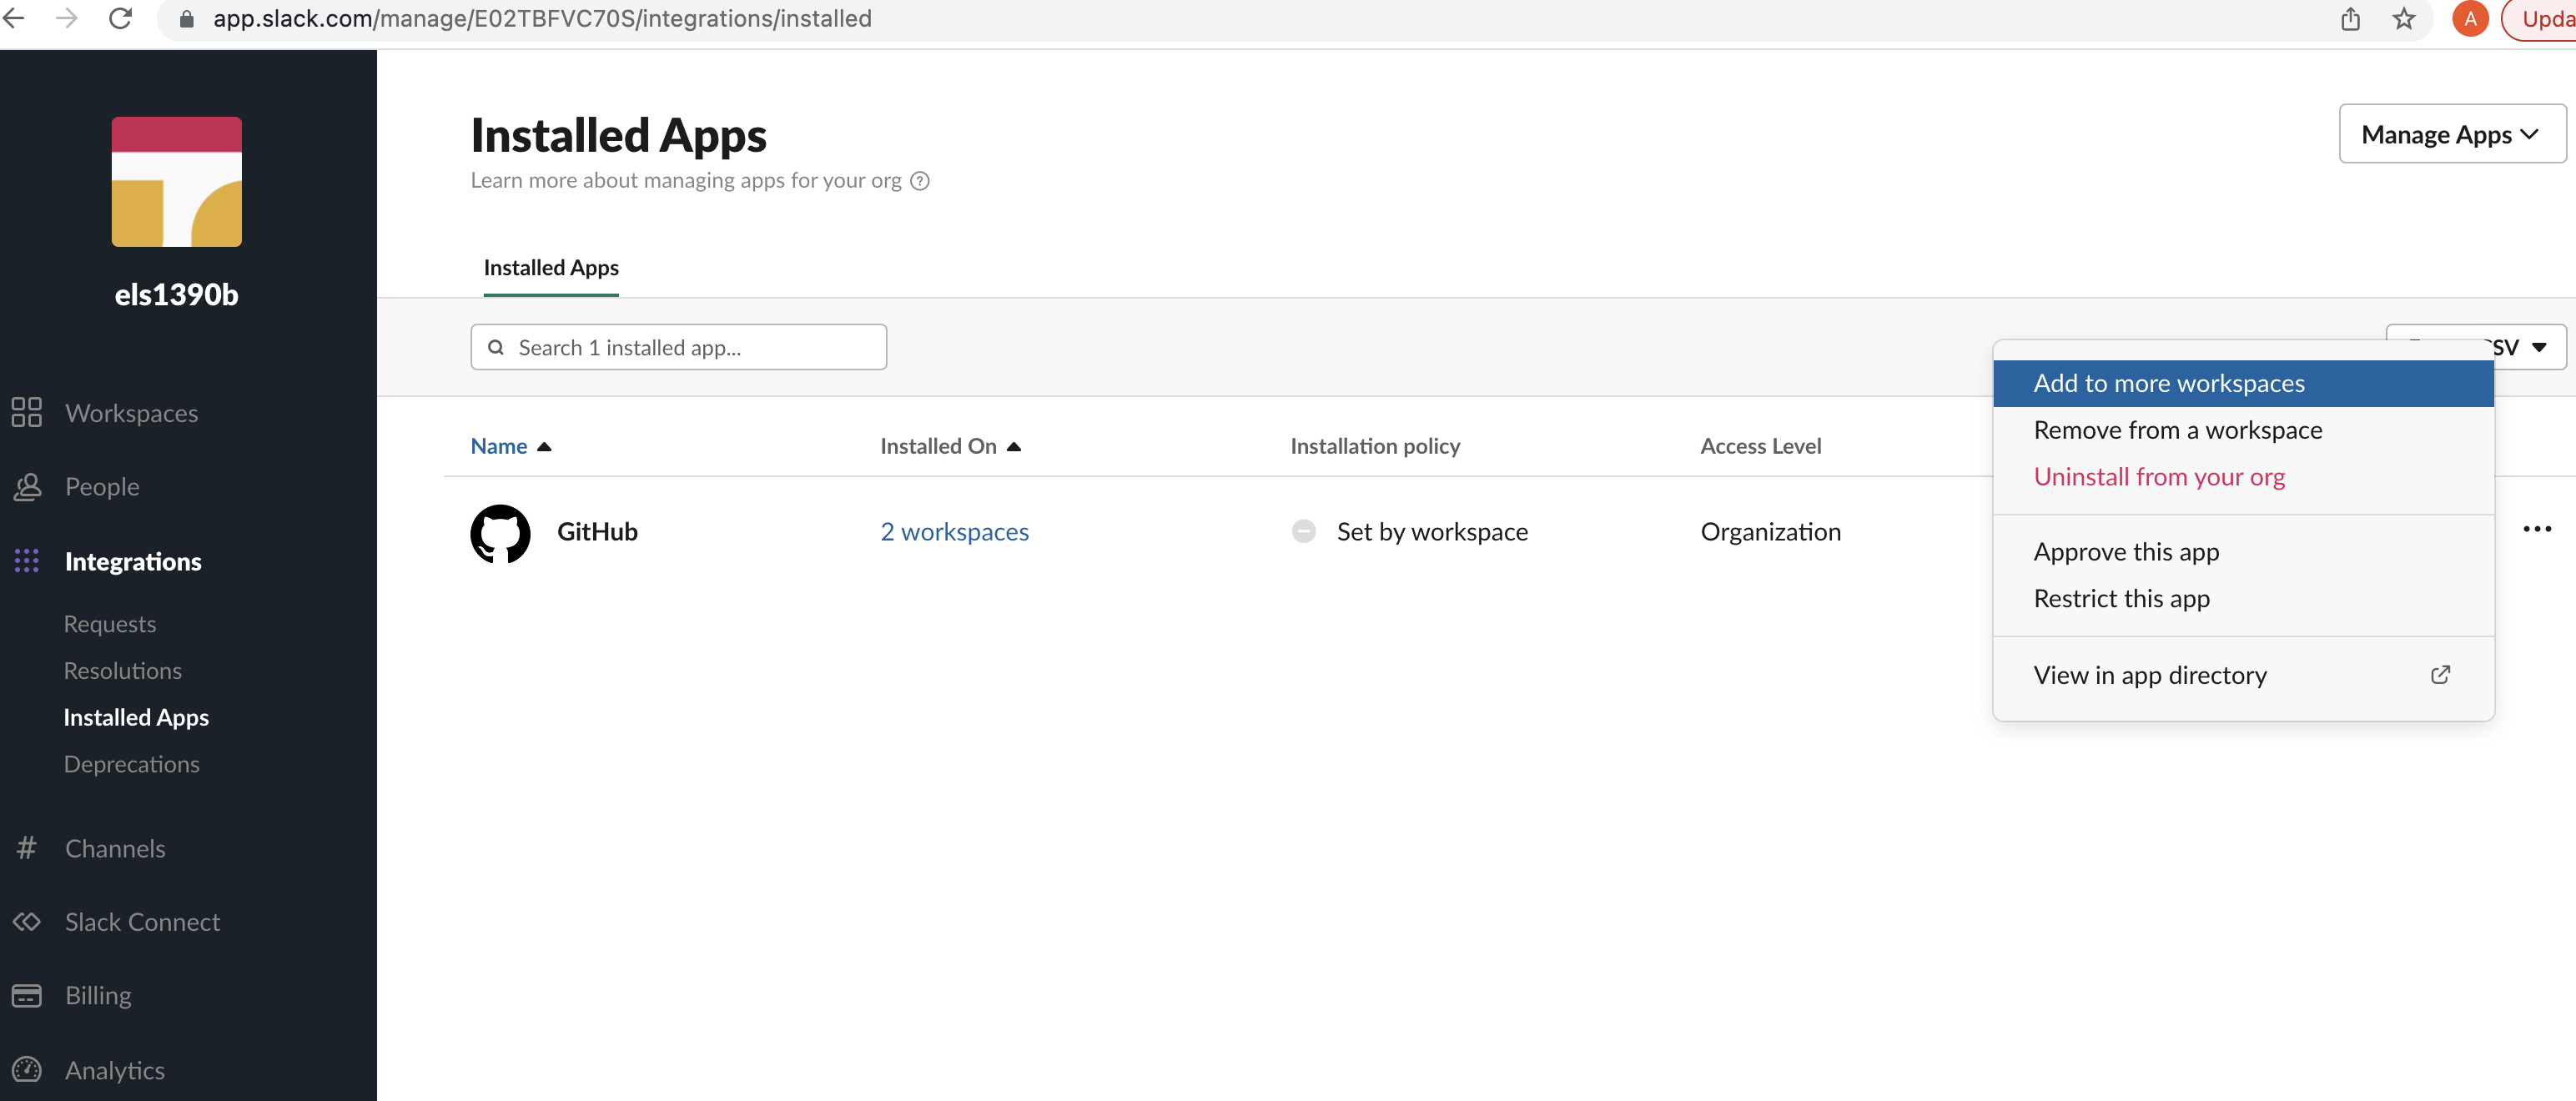 app.slack.com/manage/E02TBFVC70S/integrations/installed
A
Upda
els1390b
Workspaces
People
Integrations
Requests
Resolutions
Installed Apps
Deprecations
Channels
Slack Connect
Billing
Analytics
Installed Apps
Learn more about managing apps for your org
Manage Apps
Installed Apps
Search 1 installed app...
SV
Name
Installed On
Installation policy
Access Level
GitHub
2 workspaces
Set by workspace
Organization
Add to more workspaces
Remove from a workspace
Uninstall from your org
Approve this app
Restrict this app
View in app directory